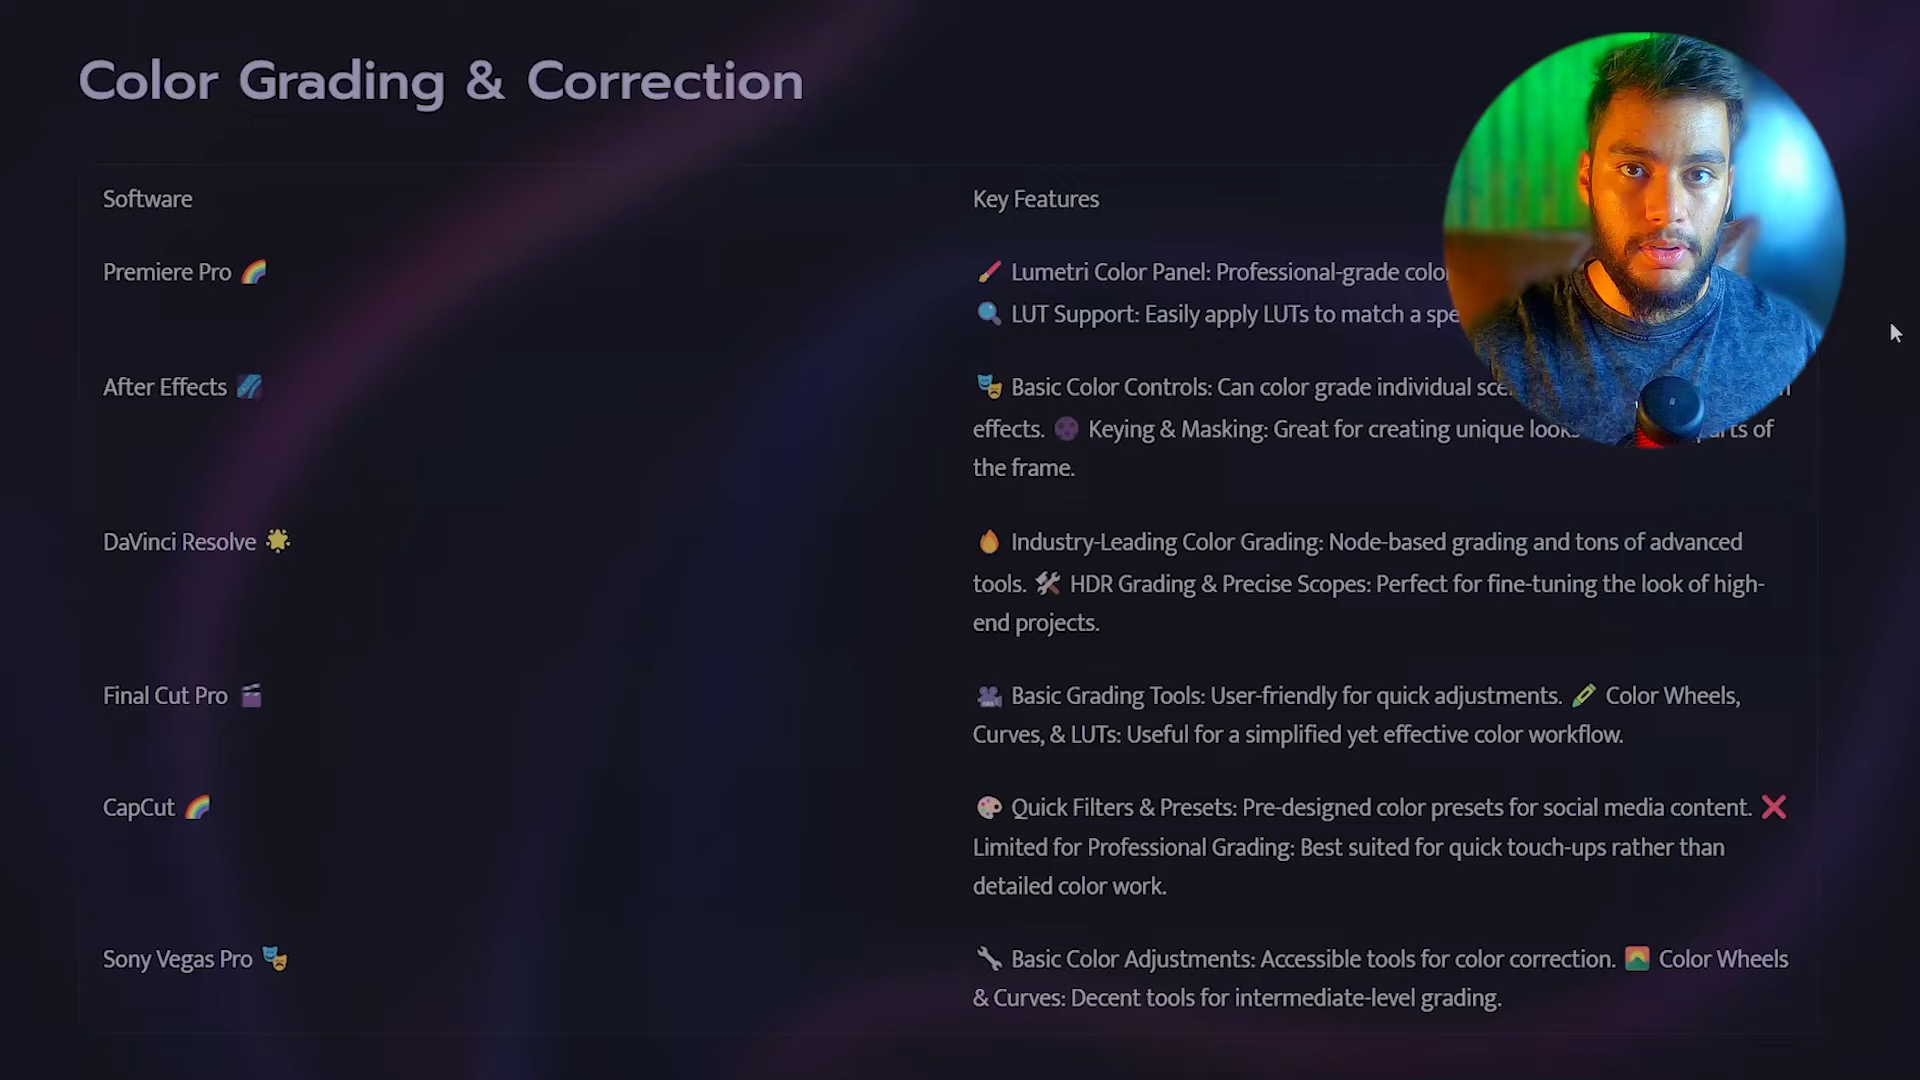 Color Grading & Correction
Software
Key Features
Premiere Pro
Lumetri Color Panel: Professional-grade
LUT Support: Easily apply LUTs to match a
After Effects
Basic Color Controls: Can color grade individual
effects. Keying & Masking: Great for creating unique of
the frame.
DaVinci Resolve
Industry-Leading Color Grading: Node-based grading and tons of advanced
tools. HDR Grading & Precise Scopes: Perfect for fine-tuning the look of high-
end projects.
Final Cut Pro
Basic Grading Tools: User-friendly for quick adjustments. Color Wheels,
Curves, & LUTs: Useful for a simplified yet effective color workflow.
CapCut
Quick Filters & Presets: Pre-designed color presets for social media content.
Limited for Professional Grading: Best suited for quick touch-ups rather than
detailed color work.
Sony Vegas Pro
Basic Color Adjustments: Accessible tools for color correction. Color Wheels
& Curves: Decent tools for intermediate-level grading.